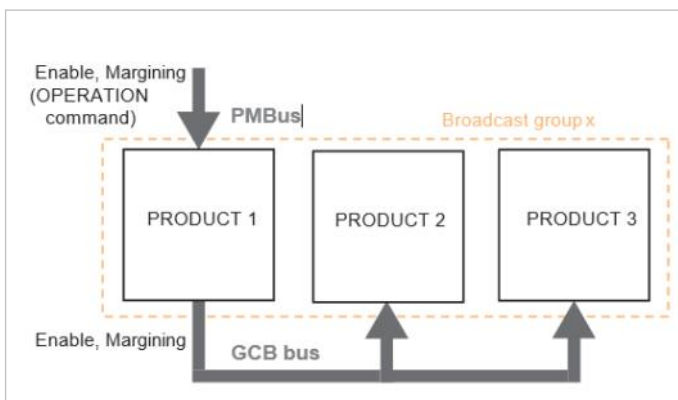 Enable, Margining
(OPERATION
command)
PMBus
Broadcast group x
PRODUCT 1
PRODUCT 2
PRODUCT 3
Enable, Margining
GCB bus